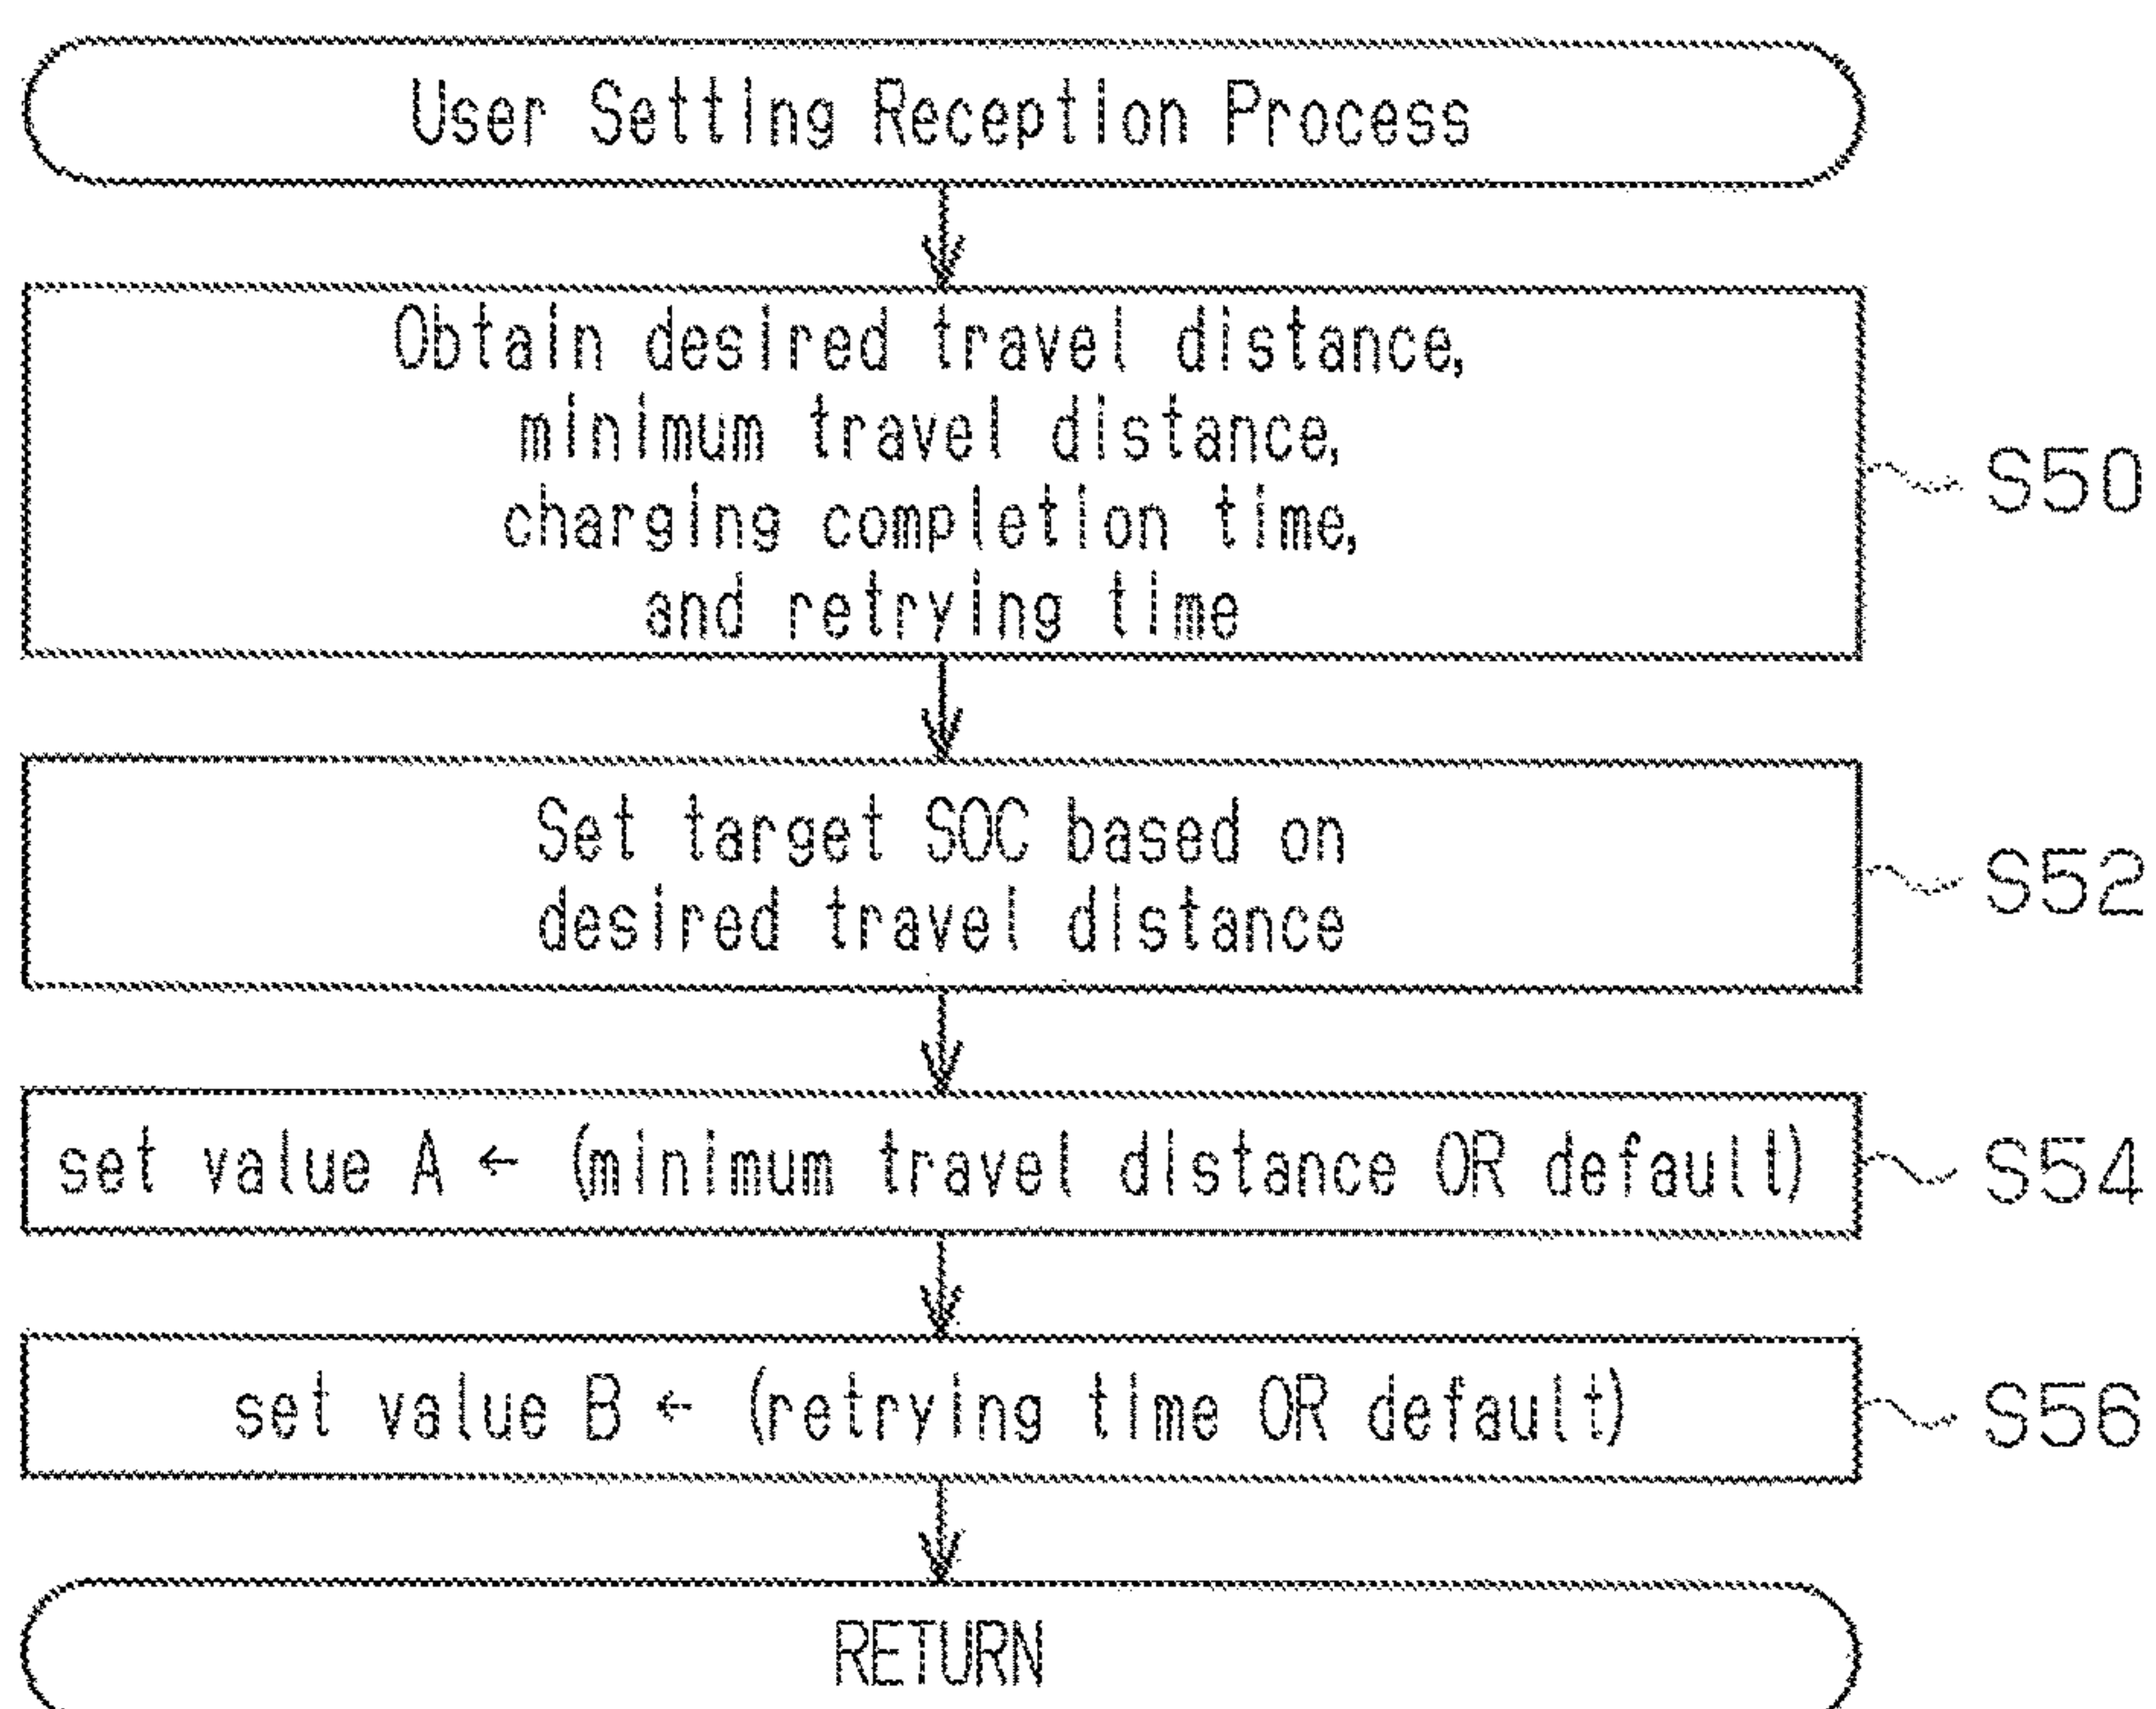 User Setting Reception Process
Obtain desired travel distance,
minimum travel distance,
charging completion time,
and retrying time
S50
Set target SOC based on
desired travel distance
S52
set value A ← (minimum travel distance OR default)
S54
set value B ← (retrying time OR default)
S56
RETURN